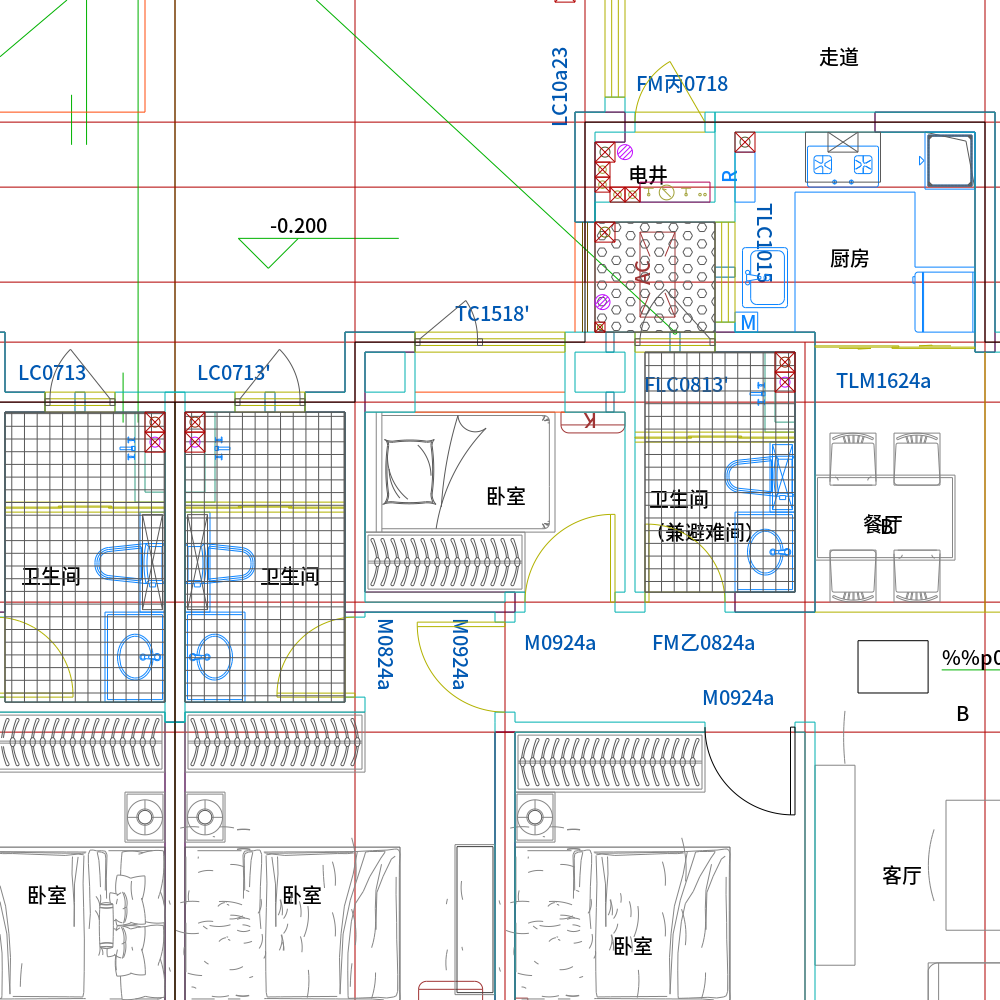 走道
LC10a23
FM丙0718
电井
R
-0.200
TLC1015
厨房
AC
TC1518'
M
LC0713
LC0713'
FLC0813'
TLM1624a
K
卧室
卫生间
（兼避难间）
餐厅
B
卫生间
卫生间
M0824a
M0924a
M0924a
FM乙0824a
%%p0
M0924a
B
卧室
卧室
客厅
卧室